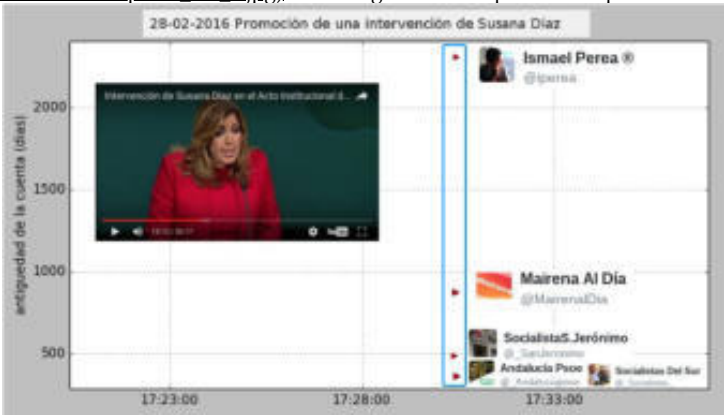 28-02-2016 Promoción de una intervención de Susana Díaz
antiguedad de la cuenta (días)
2000
1500
1000
500
17:23:00
17:28:00
17:33:00
Intervención de Susana Díaz en el Acto Institucional d...
Ismael Perea ®
@iperea
Mairena Al Día
@MairenaAlDia
SocialistaS.Jerónimo
Andalucía Psoe
Socialistas Del Sur